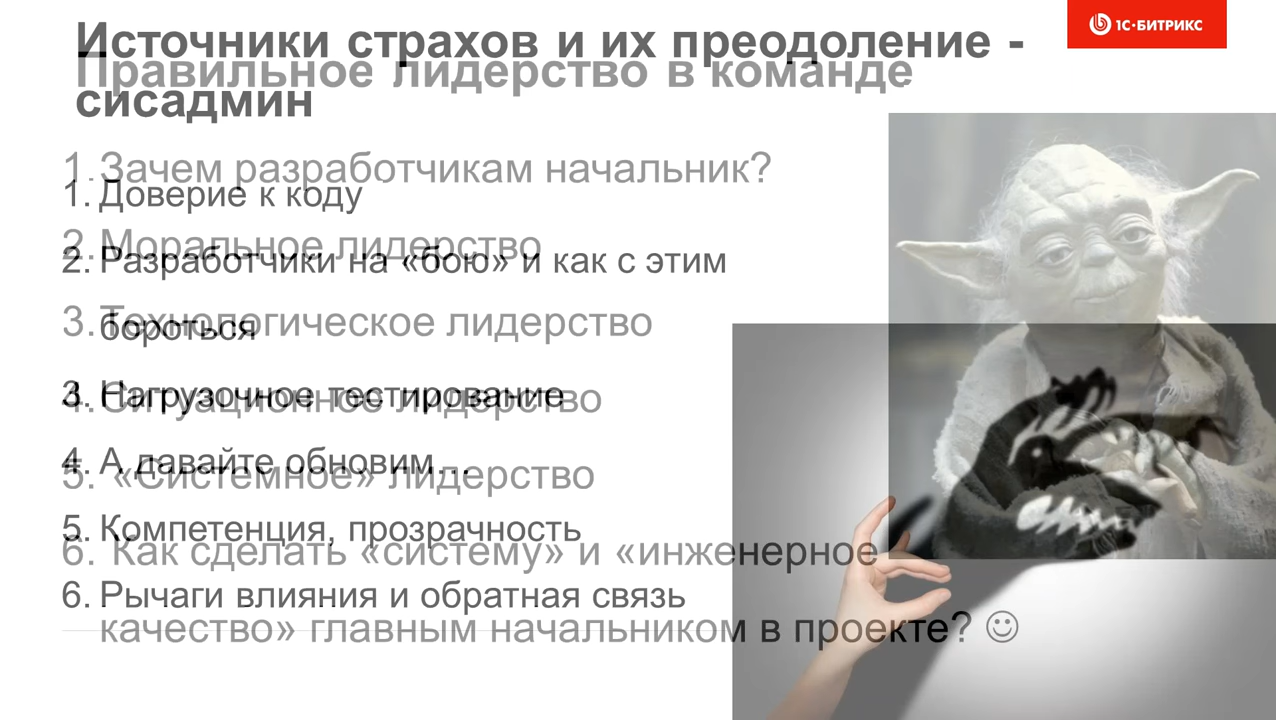 1С·БИТРИКС
Источники страхов и их преодоление -
сисадмин
1. Доверие к коду
2. Разработчики на «бою» и как с этим
бороться
3. Нагрузочное тестирование
4. А давайте обновим…
5. Компетенция, прозрачность
6. Рычаги влияния и обратная связь
Правильное лидерство в команде
1. Зачем разработчикам начальник?
2. Моральное лидерство
3. Технологическое лидерство
4. Ситуационное лидерство
5. «Системное» лидерство
6. Как сделать «систему» и «инженерное
качество» главным начальником в проекте? ☺